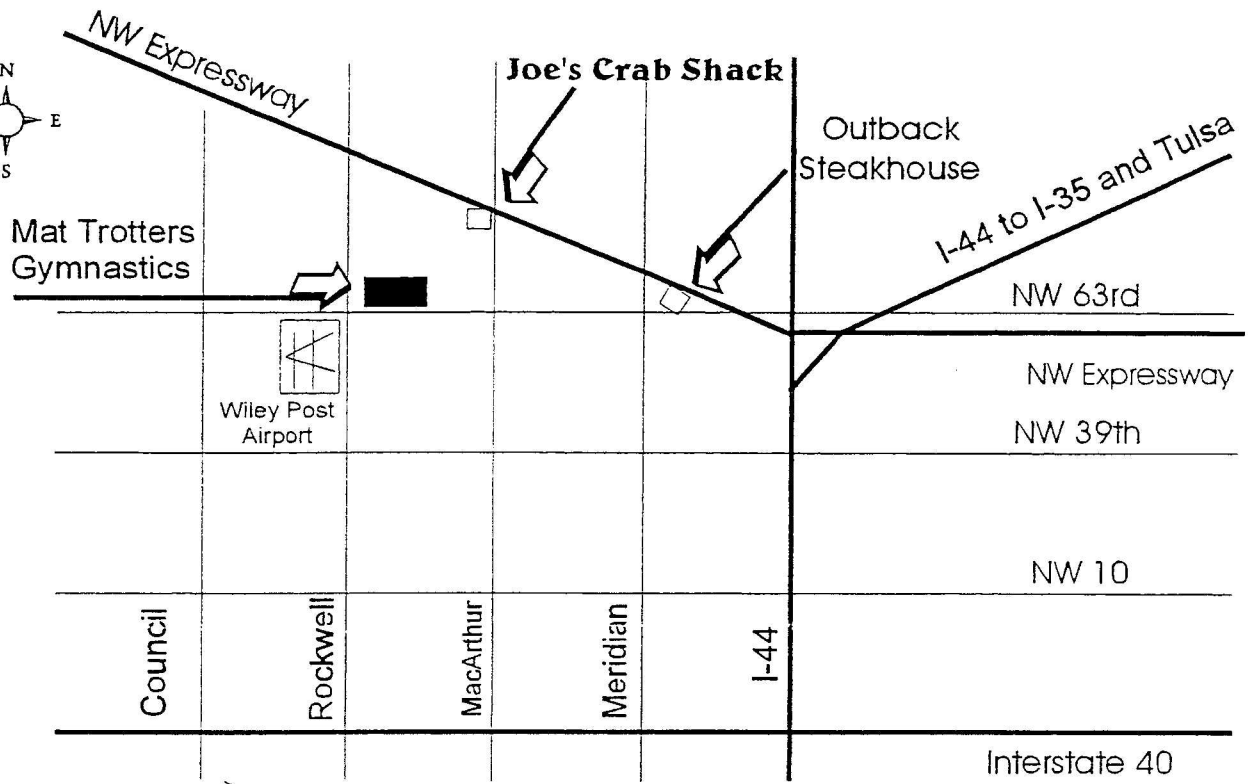 NW Expressway
Joe's Crab Shack
N
E
S
Outback
Steakhouse
I-44 to I-35 and Tulsa
Mat Trotters
Gymnastics
NW 63rd
NW Expressway
Wiley Post
Airport
NW 39th
NW 10
Council
Rockwell
MacArthur
Meridian
I-44
Interstate 40